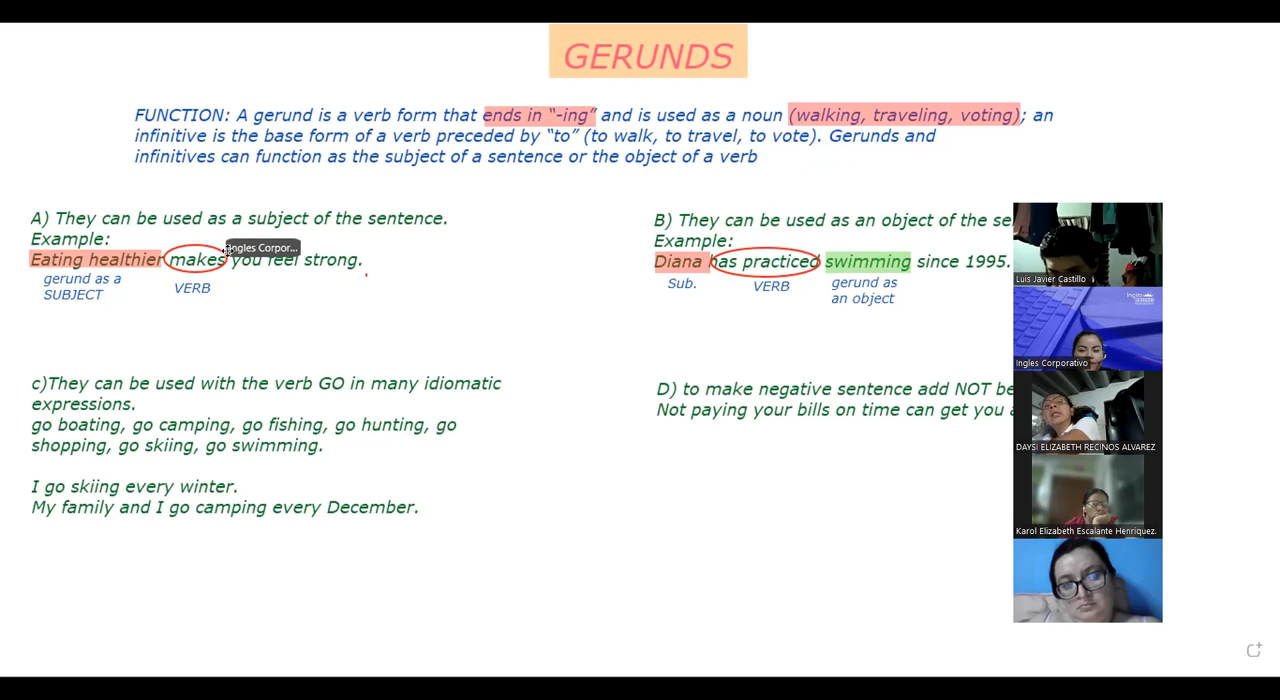 GERUNDS
FUNCTION: A gerund is a verb form that ends in “-ing” and is used as a noun (walking, traveling, voting); an
infinitive is the base form of a verb preceded by “to” (to walk, to travel, to vote). Gerunds and
infinitives can function as the subject of a sentence or the object of a verb
A) They can be used as a subject of the sentence.
Example:
Eating healthier makes you feel strong.
gerund as a
SUBJECT
VERB
Ingles Corpor...
B) They can be used as an object of the
Example:
Diana has practiced swimming since 1995.
Sub.
VERB
gerund as
an object
c)They can be used with the verb GO in many idiomatic
expressions.
go boating, go camping, go fishing, go hunting, go
shopping, go skiing, go swimming.
I go skiing every winter.
My family and I go camping every December.
D) to make negative sentence add NOT
Not paying your bills on time can get you
Luis Javier Castillo
Ingles Corporativo
DAYSI ELIZABETH RECINOS ALVAREZ
Karol Elizabeth Escalante Henriquez.